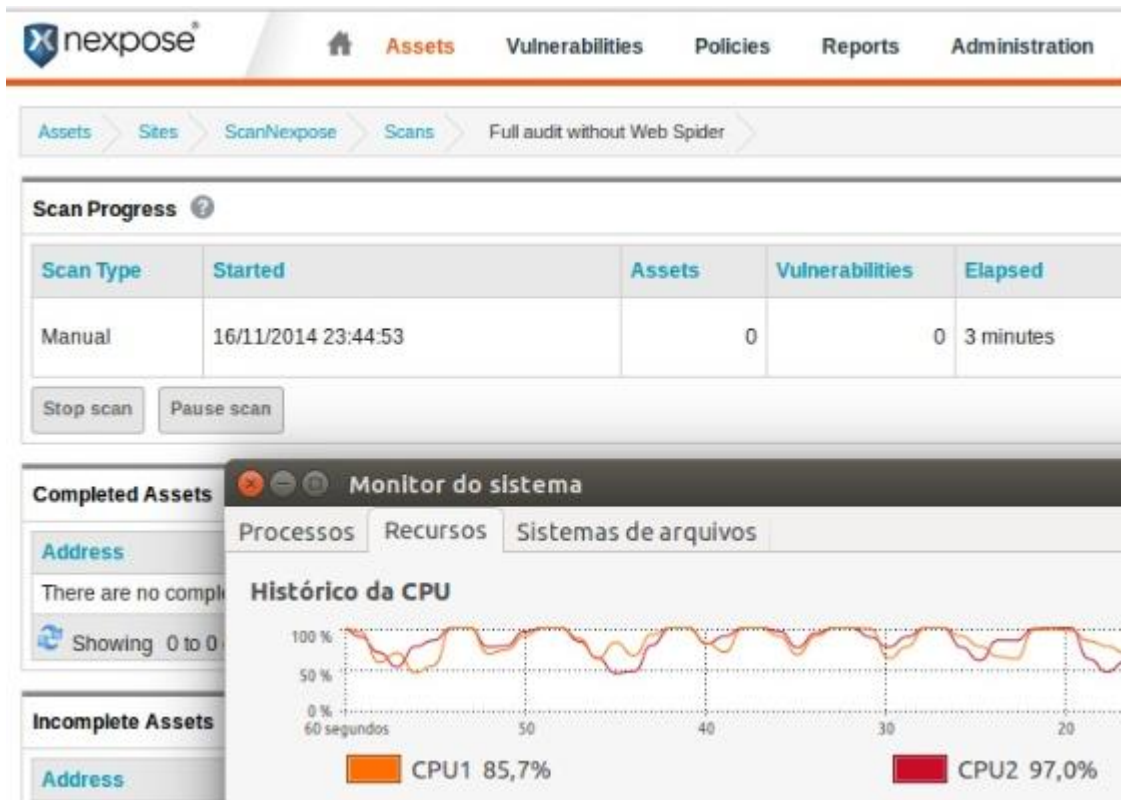 nexpose®
Assets Vulnerabilities Policies Reports Administration
Assets Sites ScanNexpose Scans Full audit without Web Spider
Scan Progress ?
Scan Type Started Assets Vulnerabilities Elapsed
Manual 16/11/2014 23:44:53 0 0 3 minutes
Stop scan Pause scan
Completed Assets
Monitor do sistema
Processos Recursos Sistemas de arquivos
Address
There are no
Showing 0 to 0
Histórico da CPU
100 %
50 %
0 %
60 segundos 50 40 30 20
CPU1 85,7% CPU2 97,0%
Incomplete Assets
Address